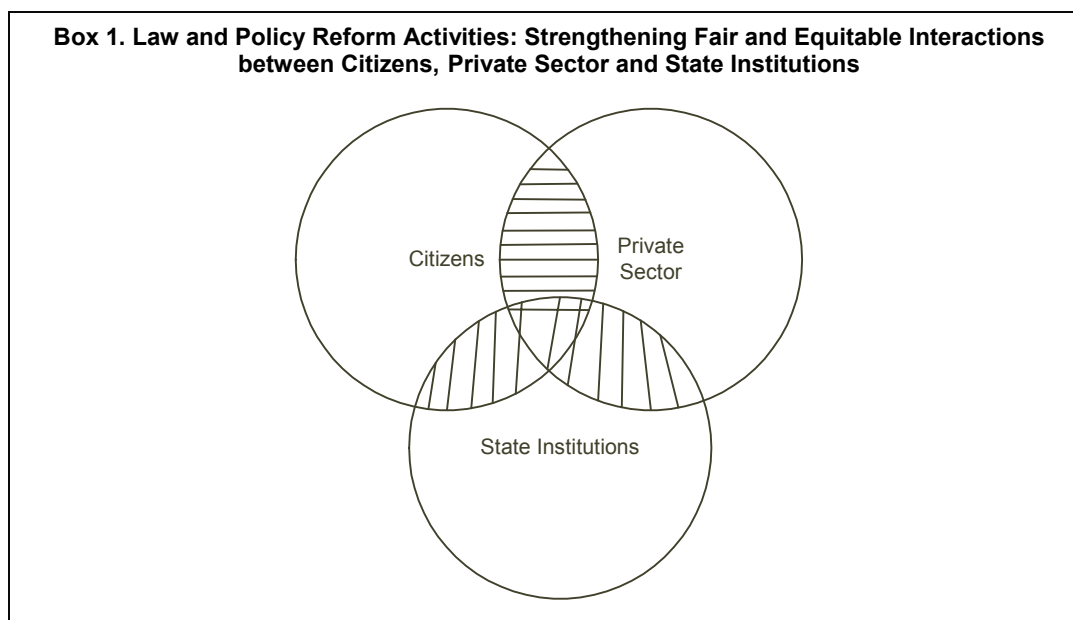 Box 1. Law and Policy Reform Activities: Strengthening Fair and Equitable Interactions
between Citizens, Private Sector and State Institutions
Citizens
Private
Sector
State Institutions